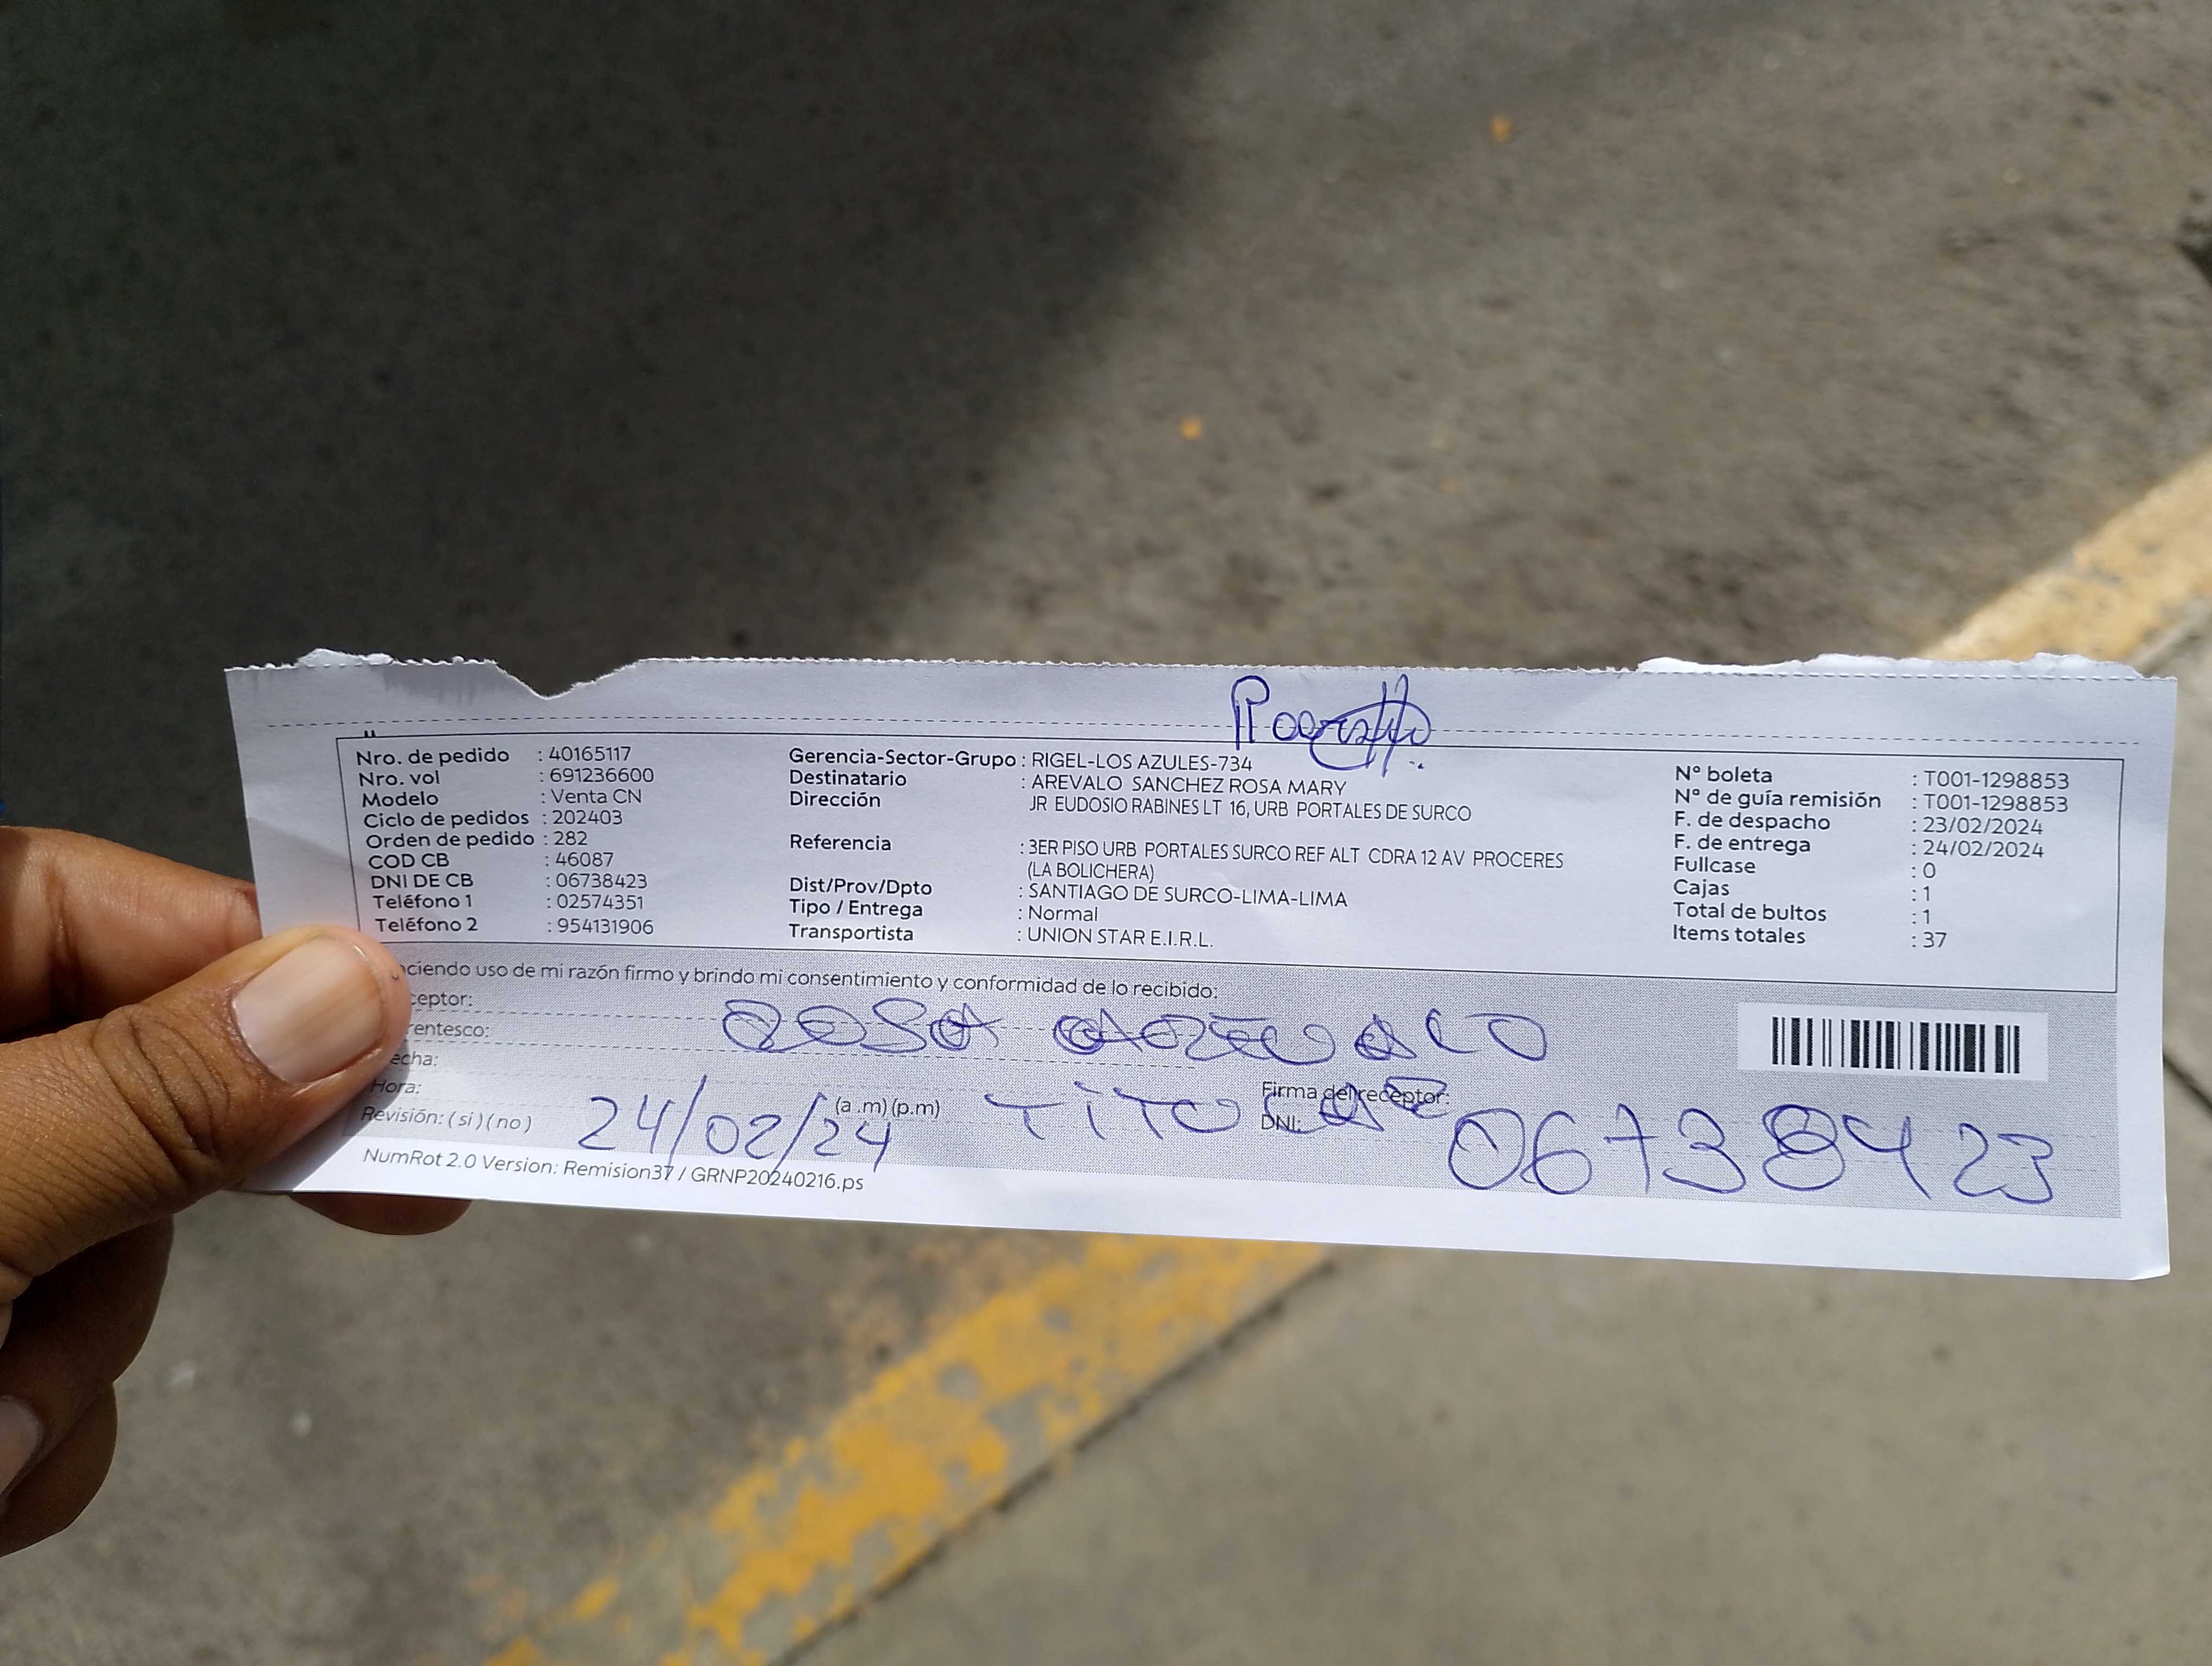 Nro. de pedido : 40165117
Nro. vol : 691236600
Modelo : Venta CN
Ciclo de pedidos : 202403
Orden de pedido : 282
COD CB : 46087
DNI DE CB : 06738423
Teléfono 1 : 02574351
Teléfono 2 : 954131906
Gerencia-Sector-Grupo : RIGEL-LOS AZULES-734
Destinatario : AREVALO SANCHEZ ROSA MARY
Dirección JR EUDOSIO RABINES LT 16, URB PORTALES DE SURCO
Referencia : 3ER PISO URB PORTALES SURCO REF ALT CDRA 12 AV PROCERES
(LA BOLICHERA)
Dist/Prov/Dpto : SANTIAGO DE SURCO-LIMA-LIMA
Tipo / Entrega : Normal
Transportista : UNION STAR E.I.R.L.
N° boleta : T001-1298853
N° de guía remisión : T001-1298853
F. de despacho : 23/02/2024
F. de entrega : 24/02/2024
Fullcase : 0
Cajas : 1
Total de bultos : 1
Items totales : 37
ciendo uso de mi razón firmo y brindo mi consentimiento y conformidad de lo recibido:
ceptor: ROSA AREVALO
rentesco:
echa:
Hora: (a.m)(p.m)
Revisión: (si)(no) 24/02/24 TITULAR
Firma del receptor:
DNI: 06738423
NumRot 2.0 Version: Remision37 / GRNP20240216.ps